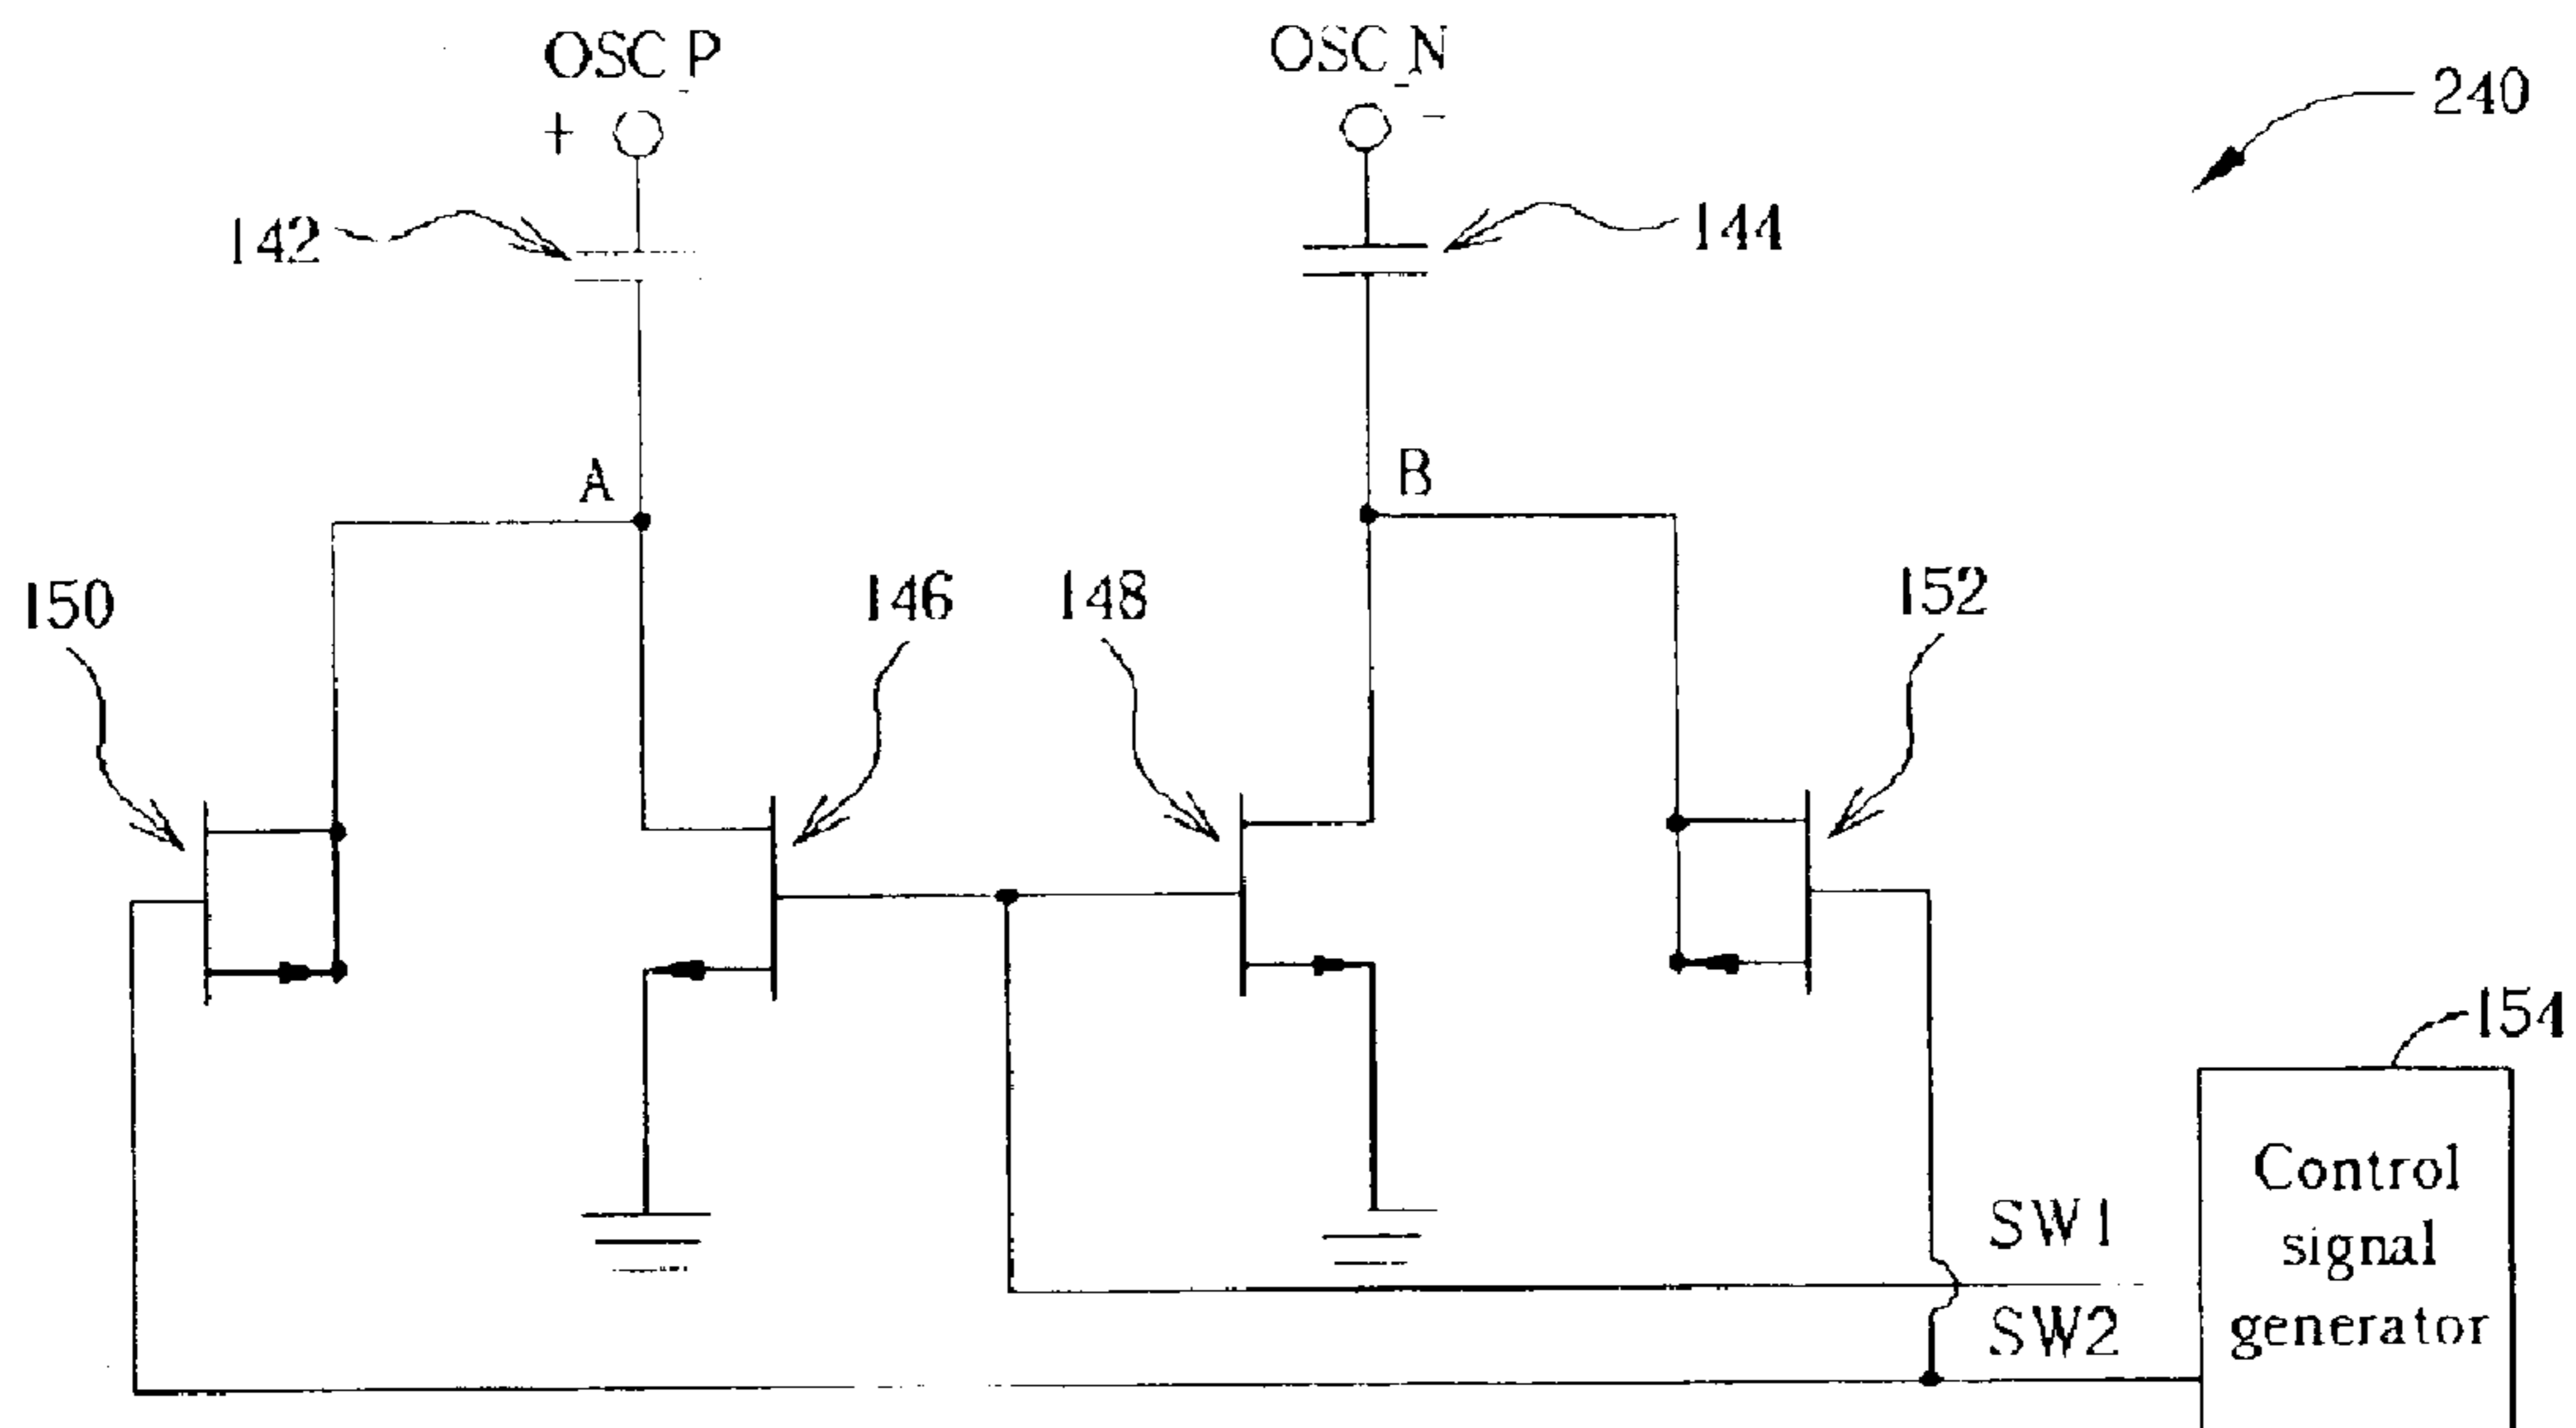 OSC_P
OSC_N
+
-
240
142
144
A
B
150
146
148
152
154
Control
signal
generator
SW1
SW2